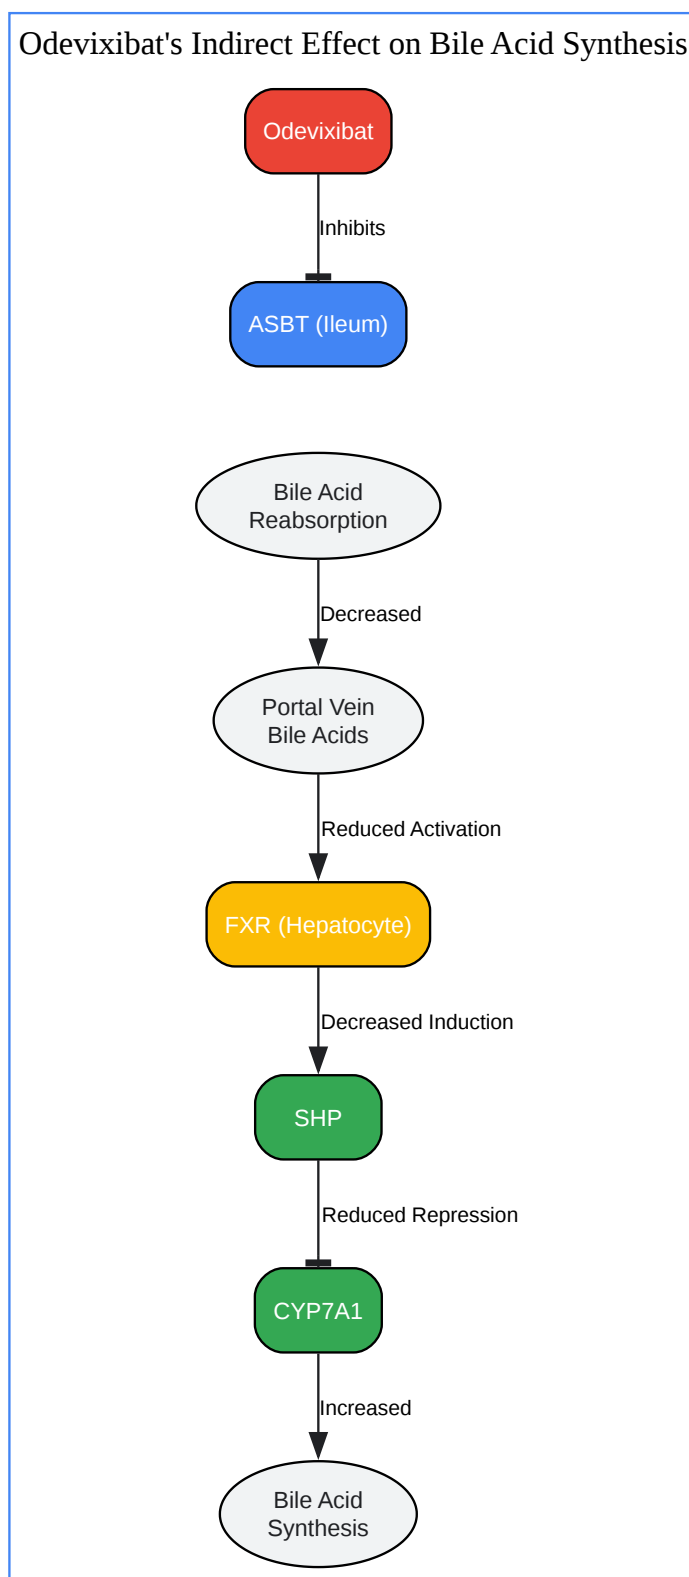 Odevixibat's Indirect Effect on Bile Acid Synthesis
Odevixibat
Inhibits
ASBT (Ileum)
Bile Acid
Reabsorption
Decreased
Portal Vein
Bile Acids
Reduced Activation
FXR (Hepatocyte)
Decreased Induction
SHP
Reduced Repression
CYP7A1
Increased
Bile Acid
Synthesis